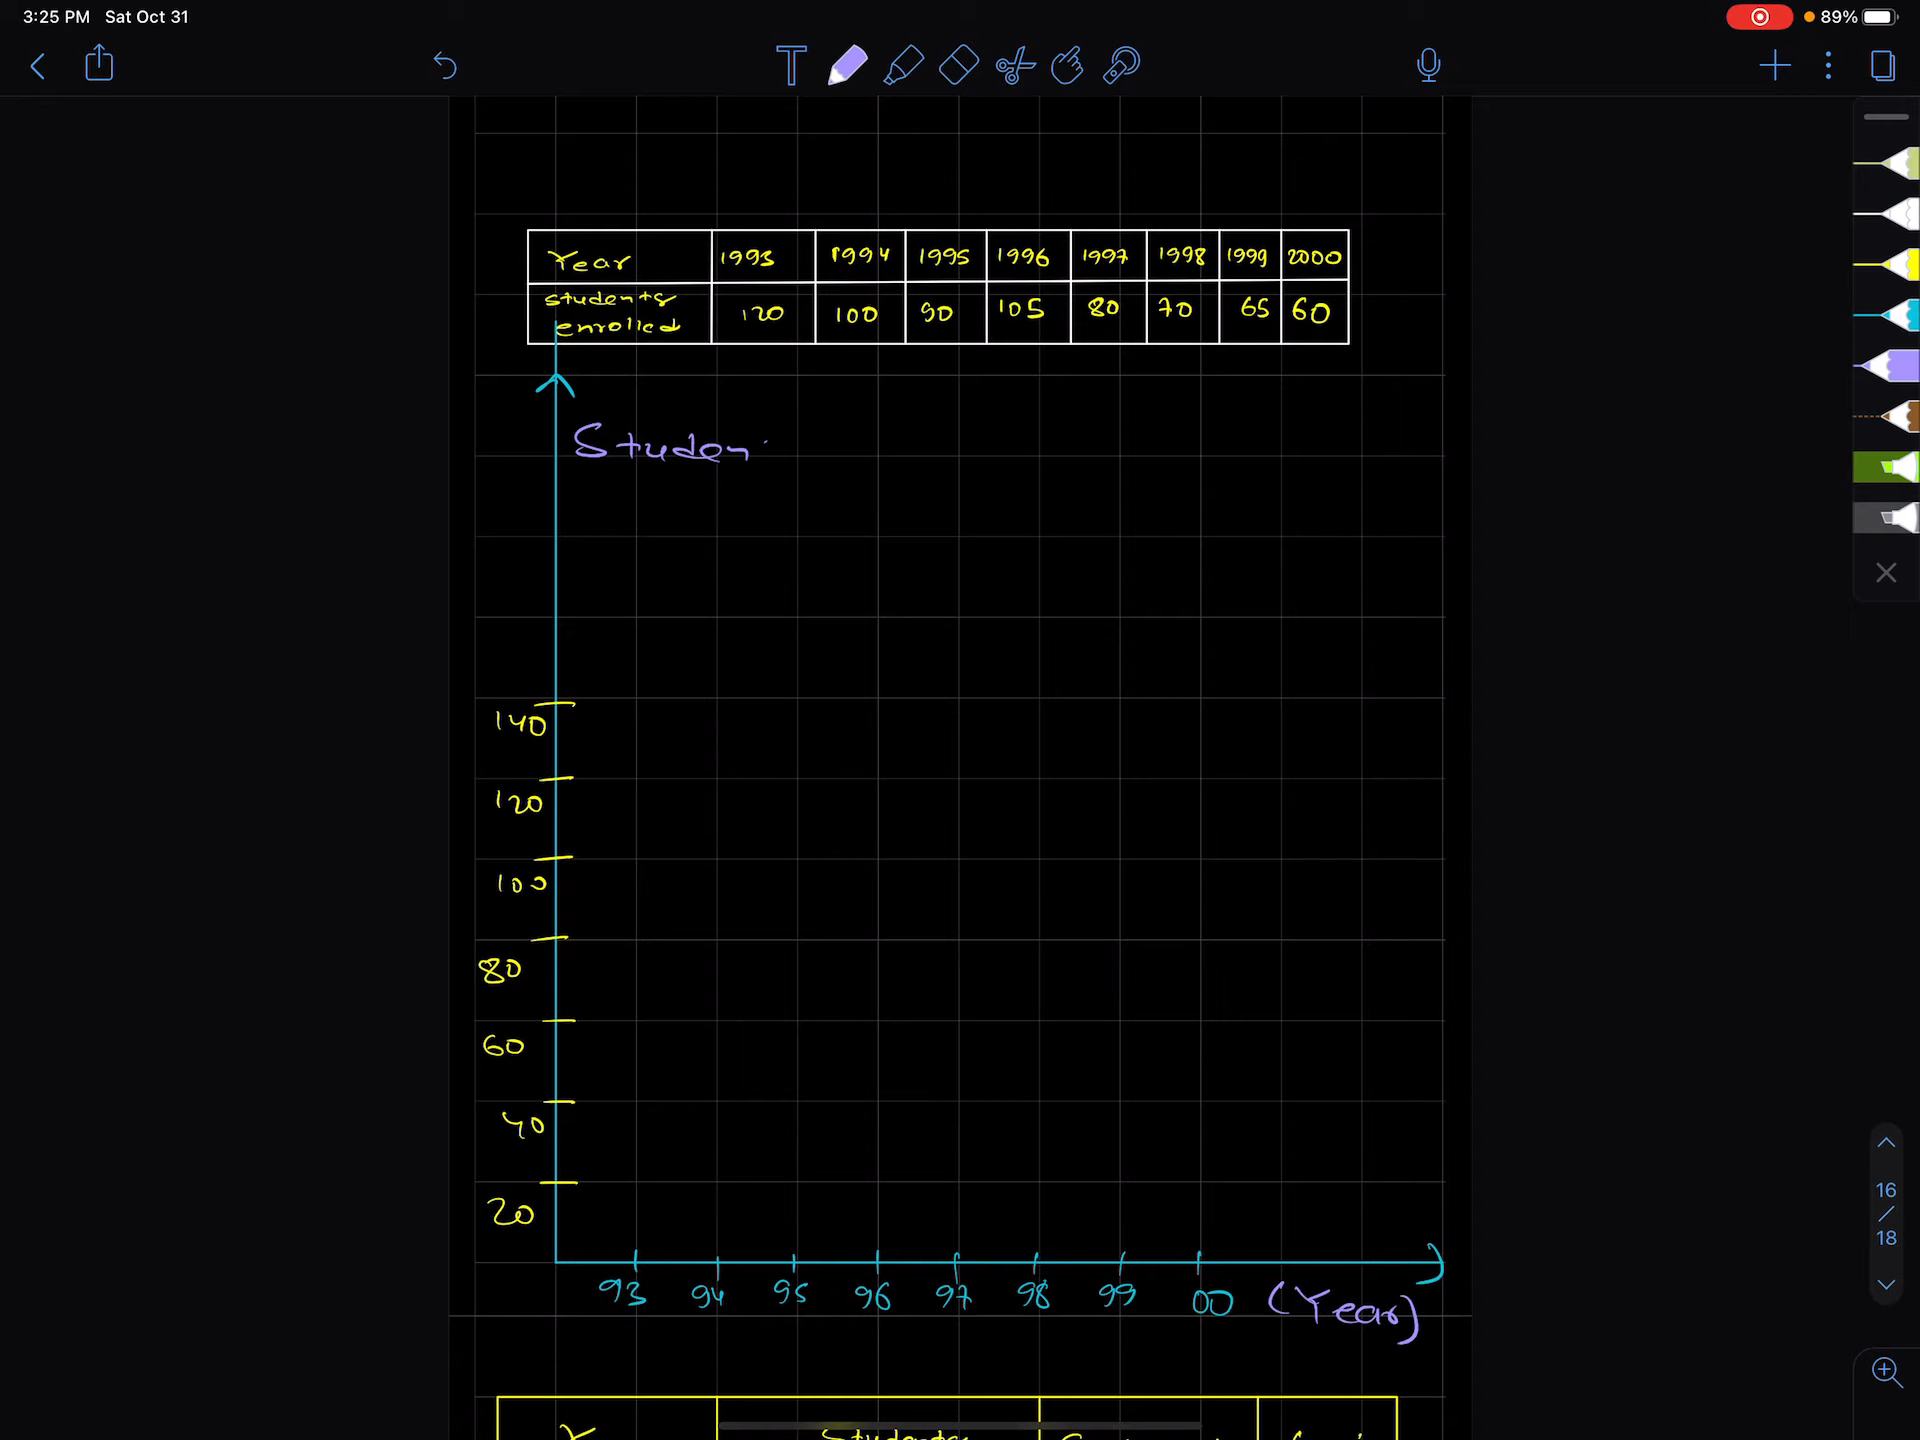 3:25 PM Sat Oct 31
89%
Year 1993 1994 1995 1996 1997 1998 1999 2000
students
enrolled 120 100 90 105 80 70 65 60
Studen
140
120
100
80
60
40
20
93 94 95 96 97 98 99 00 (Year)
16
/
18
Students